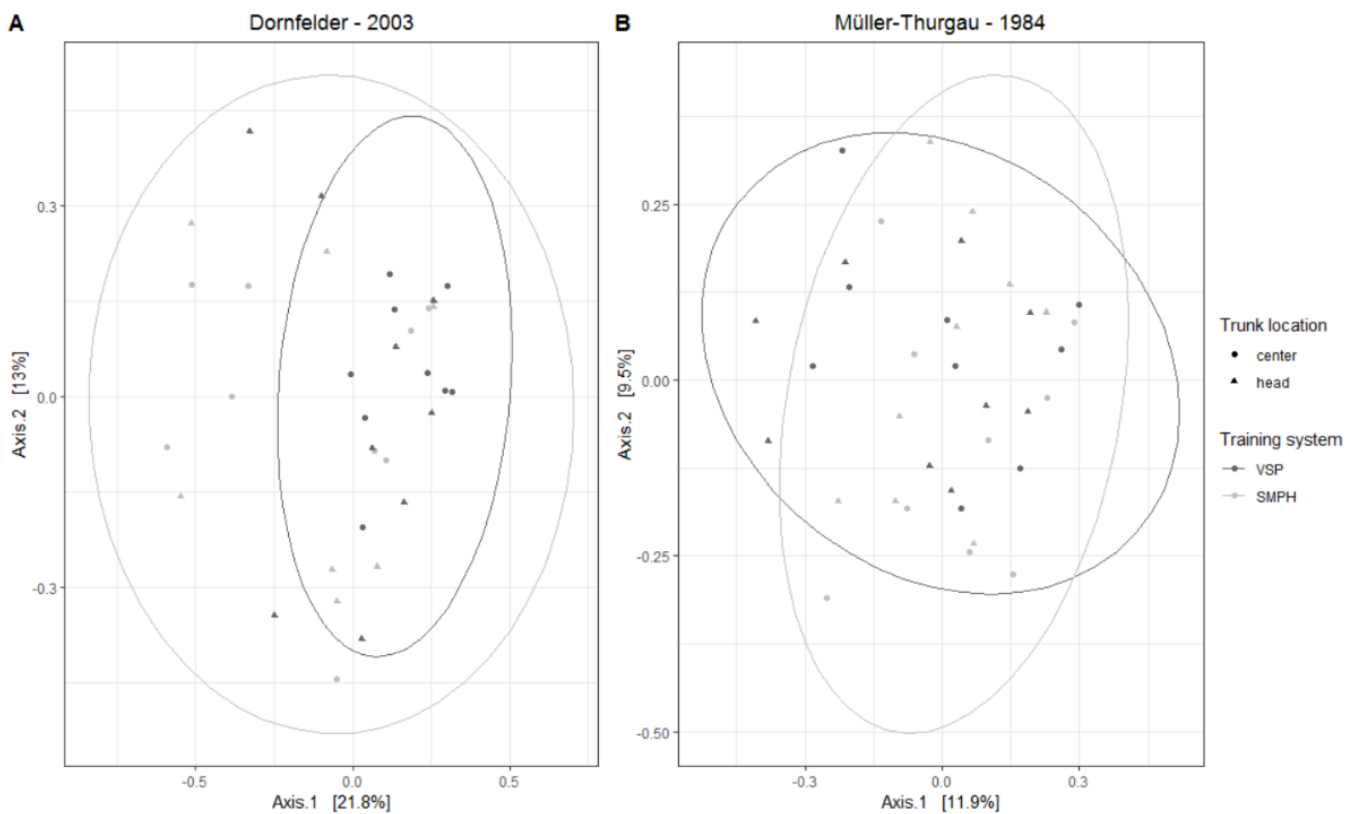 A
Dornfelder - 2003
0.3
0.0
-0.3
Axis.2 [13%]
-0.5
0.0
0.5
Axis.1 [21.8%]
B
Müller-Thurgau - 1984
0.25
0.00
-0.25
-0.50
Axis.2 [9.5%]
-0.3
0.0
0.3
Axis.1 [11.9%]
Trunk location
center
head
Training system
VSP
SMPH